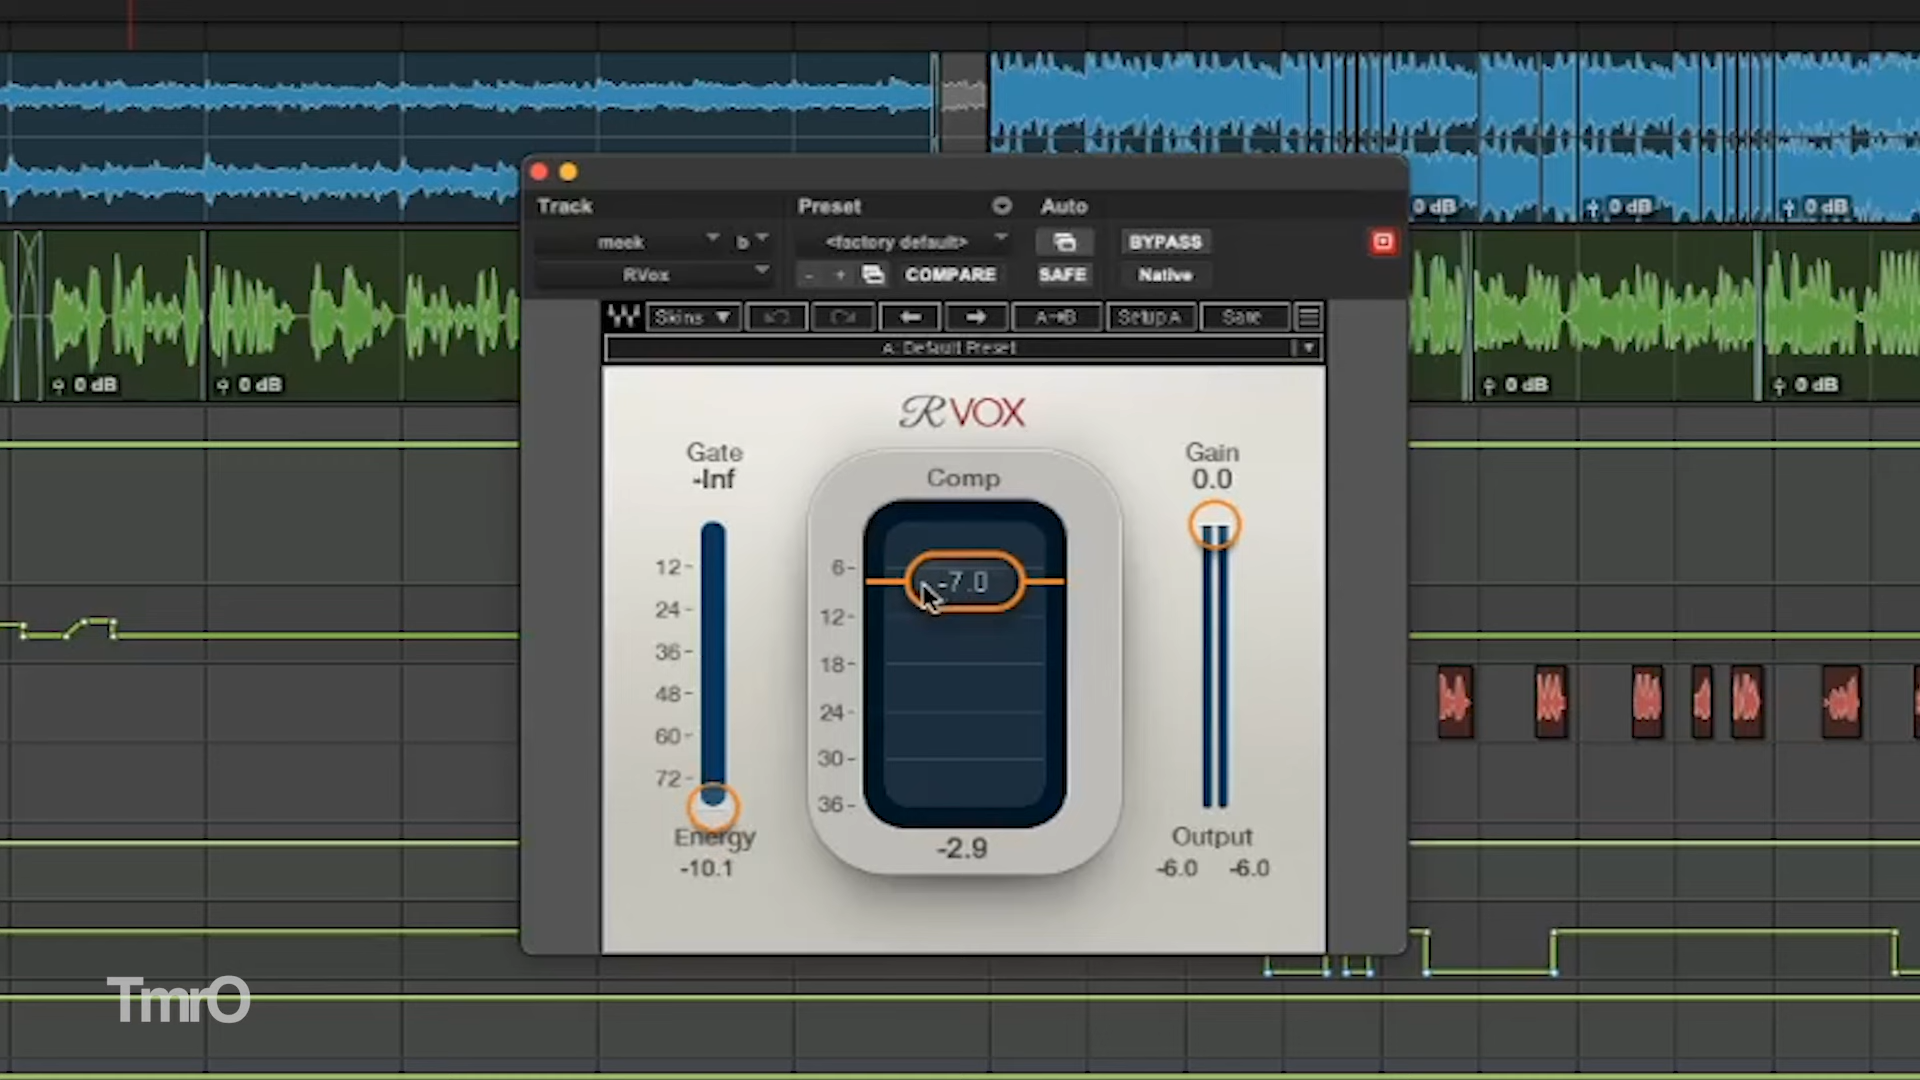 Track Preset Auto
meek b <factory default> BYPASS
RVox - + COMPARE SAFE Native
Skins A→B Setup A Save
A: Default Preset
0 dB 0 dB 0 dB
0 dB 0 dB 0 dB 0 dB
RVOX
Gate
-Inf
12-
24-
36-
48-
60-
72-
Energy
-10.1
Comp
6-
12-
18-
24-
30-
36-
-7.0
-2.9
Gain
0.0
Output
-6.0 -6.0
TmrO